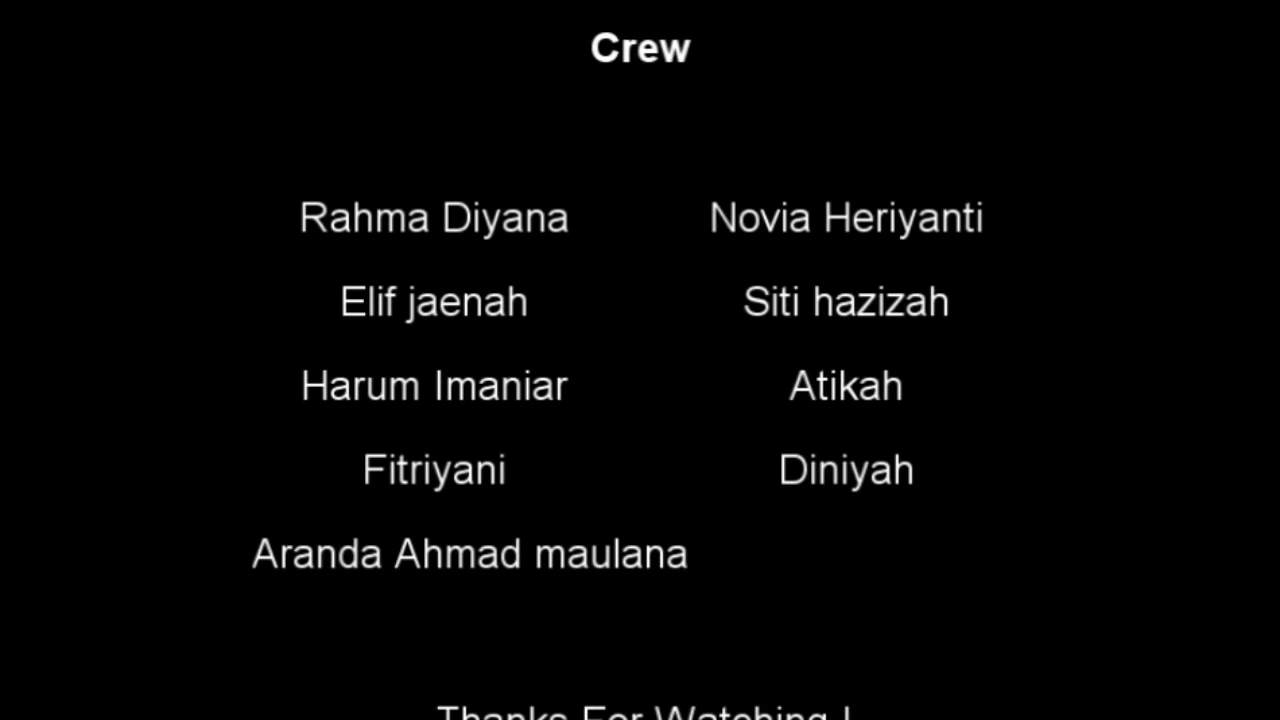 Crew
Rahma Diyana Novia Heriyanti
Elif jaenah Siti hazizah
Harum Imaniar Atikah
Fitriyani Diniyah
Aranda Ahmad maulana
Thanks For Watching !